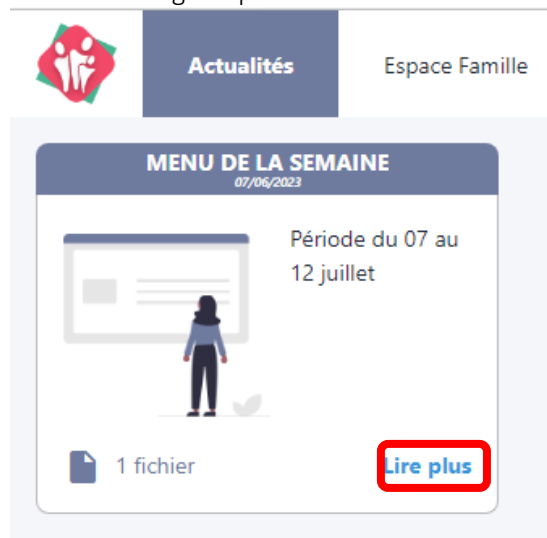 Actualités
Espace Famille
MENU DE LA SEMAINE
07/06/2023
Période du 07 au
12 juillet
1 fichier
Lire plus